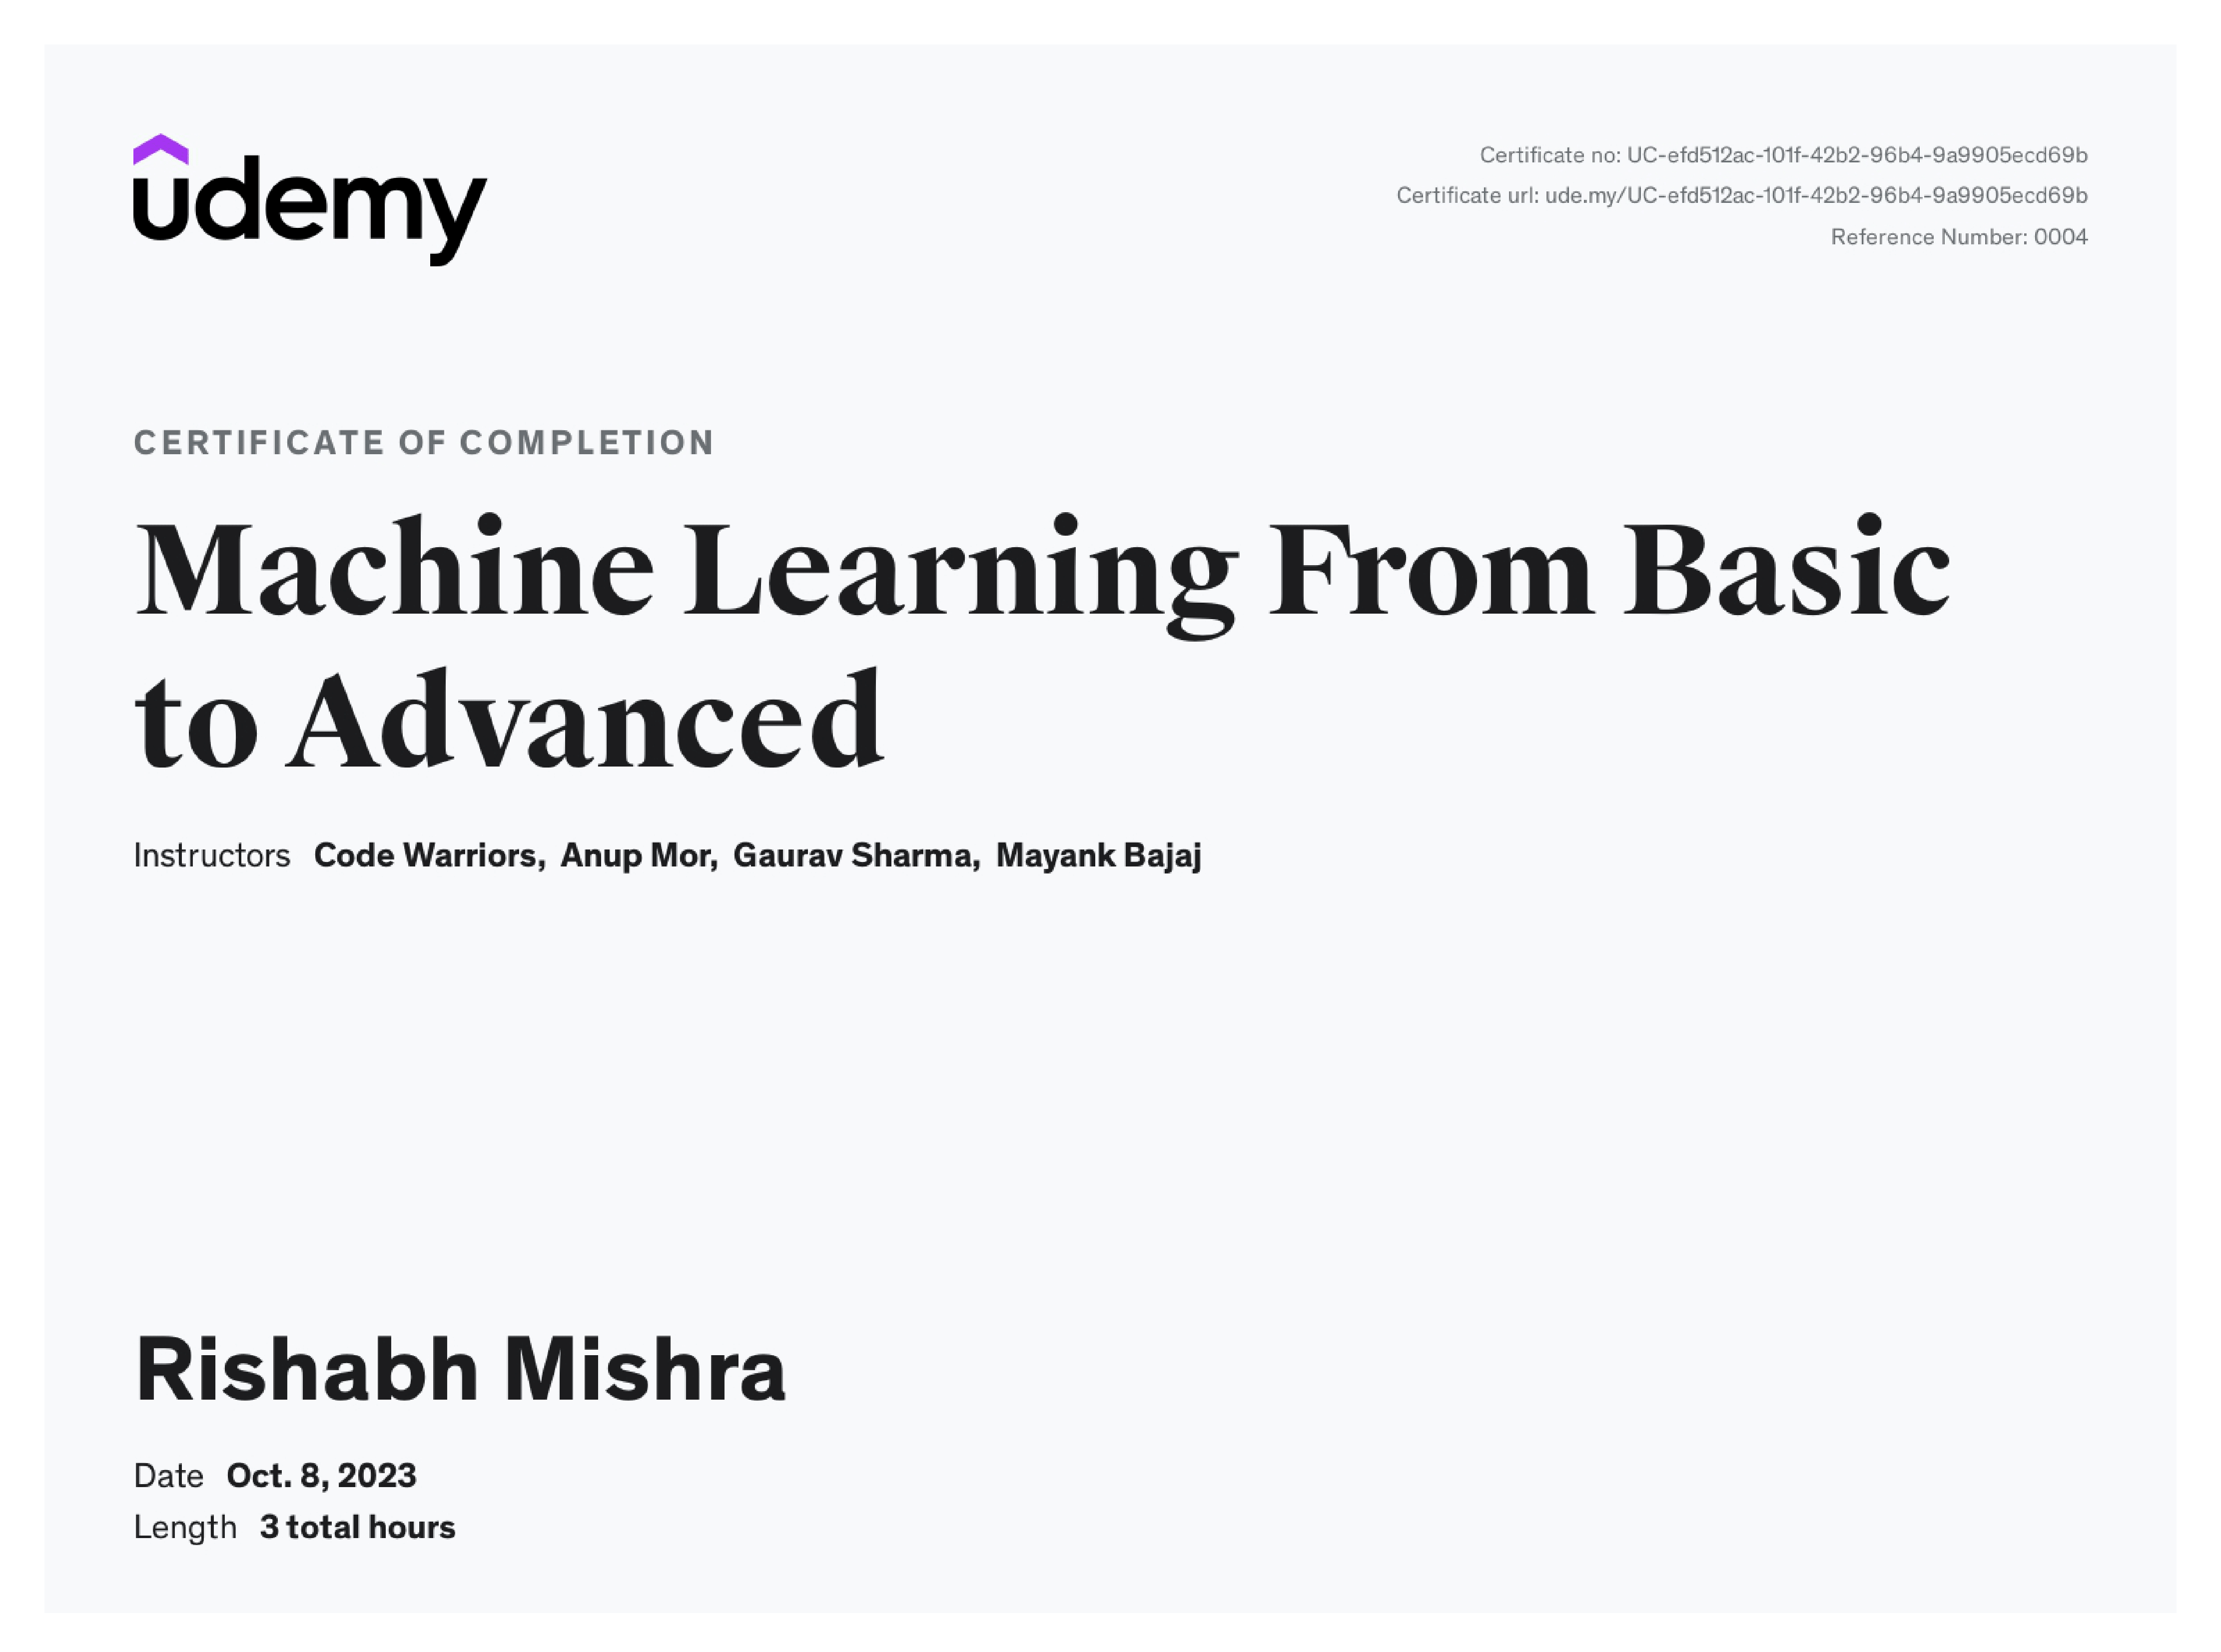 udemy
Certificate no: UC-efd512ac-101f-42b2-96b4-9a9905ecd69b
Certificate url: ude.my/UC-efd512ac-101f-42b2-96b4-9a9905ecd69b
Reference Number: 0004
CERTIFICATE OF COMPLETION
Machine Learning From Basic
to Advanced
Instructors Code Warriors, Anup Mor, Gaurav Sharma, Mayank Bajaj
Rishabh Mishra
Date Oct. 8, 2023
Length 3 total hours